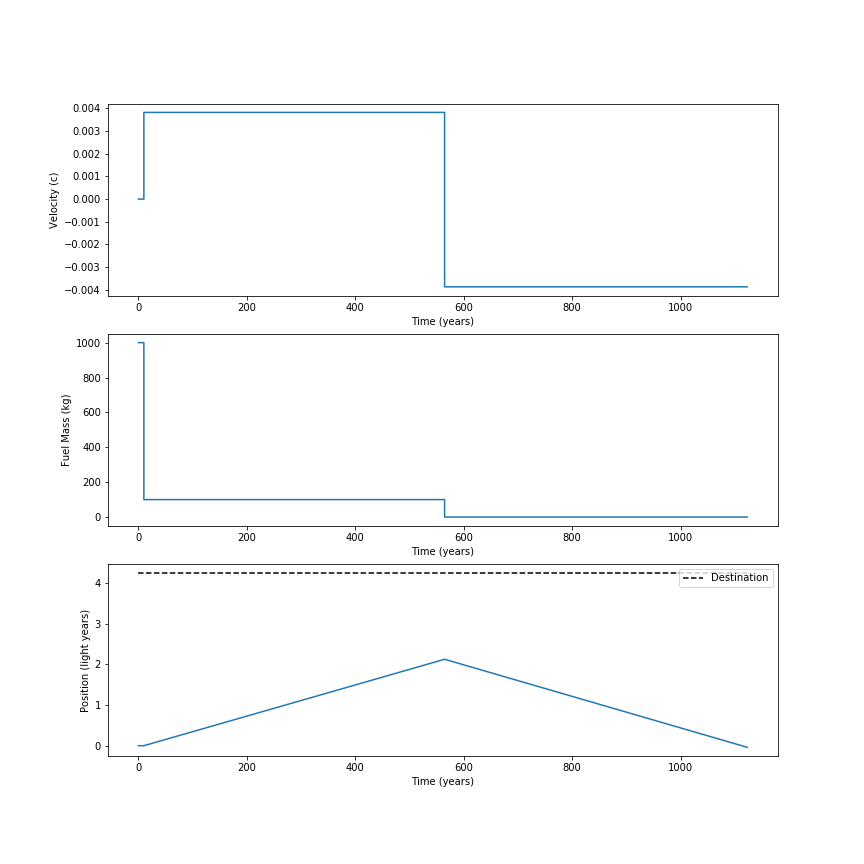 0.004
0.003
0.002
0.001
0.000
−0.001
−0.002
−0.003
−0.004
Velocity (c)
0 200 400 600 800 1000
Time (years)
1000
800
600
400
200
0
Fuel Mass (kg)
0 200 400 600 800 1000
Time (years)
Destination
4
3
2
1
0
Position (light years)
0 200 400 600 800 1000
Time (years)